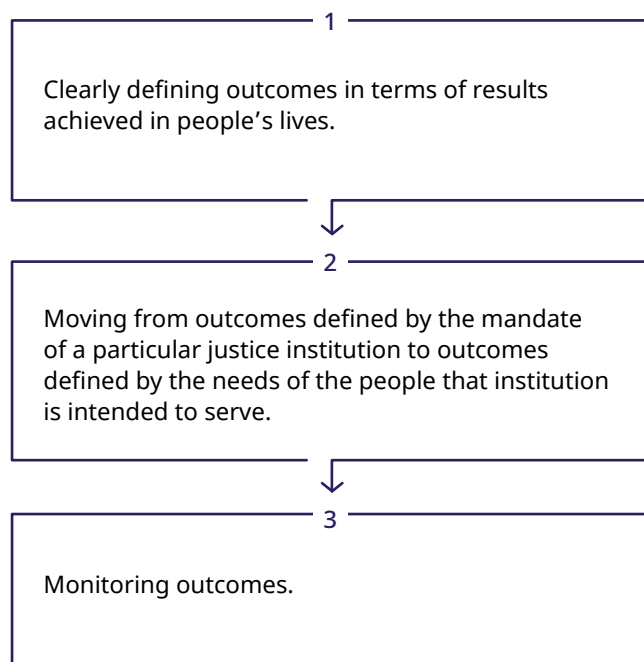 1
Clearly defining outcomes in terms of results
achieved in people’s lives.
2
Moving from outcomes defined by the mandate
of a particular justice institution to outcomes
defined by the needs of the people that institution
is intended to serve.
3
Monitoring outcomes.